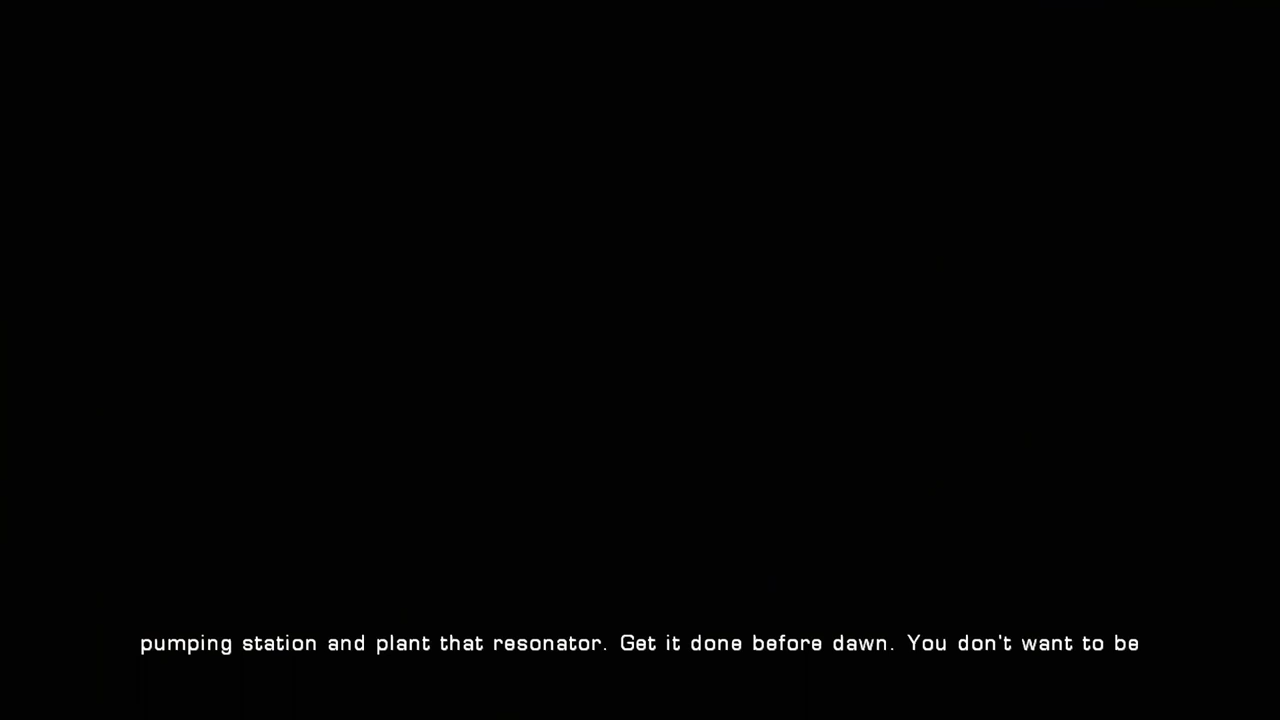 pumping station and plant that resonator. Get it done before dawn. You don't want to be